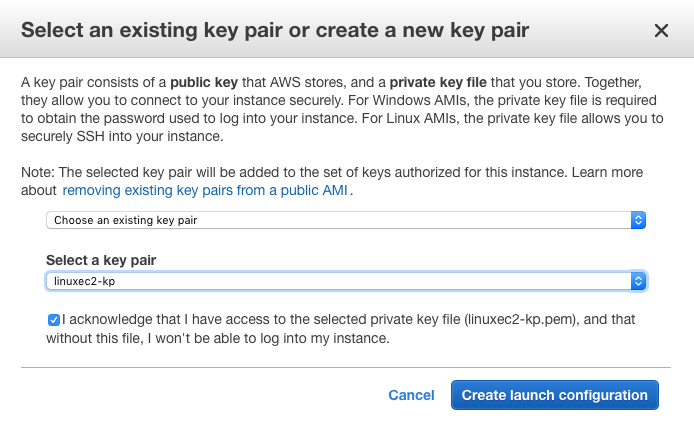 Select an existing key pair or create a new key pair
A key pair consists of a public key that AWS stores, and a private key file that you store. Together,
they allow you to connect to your instance securely. For Windows AMIs, the private key file is required
to obtain the password used to log into your instance. For Linux AMIs, the private key file allows you to
securely SSH into your instance.
Note: The selected key pair will be added to the set of keys authorized for this instance. Learn more
about removing existing key pairs from a public AMI.
Choose an existing key pair
Select a key pair
linuxec2-kp
I acknowledge that I have access to the selected private key file (linuxec2-kp.pem), and that
without this file, I won't be able to log into my instance.
Cancel Create launch configuration